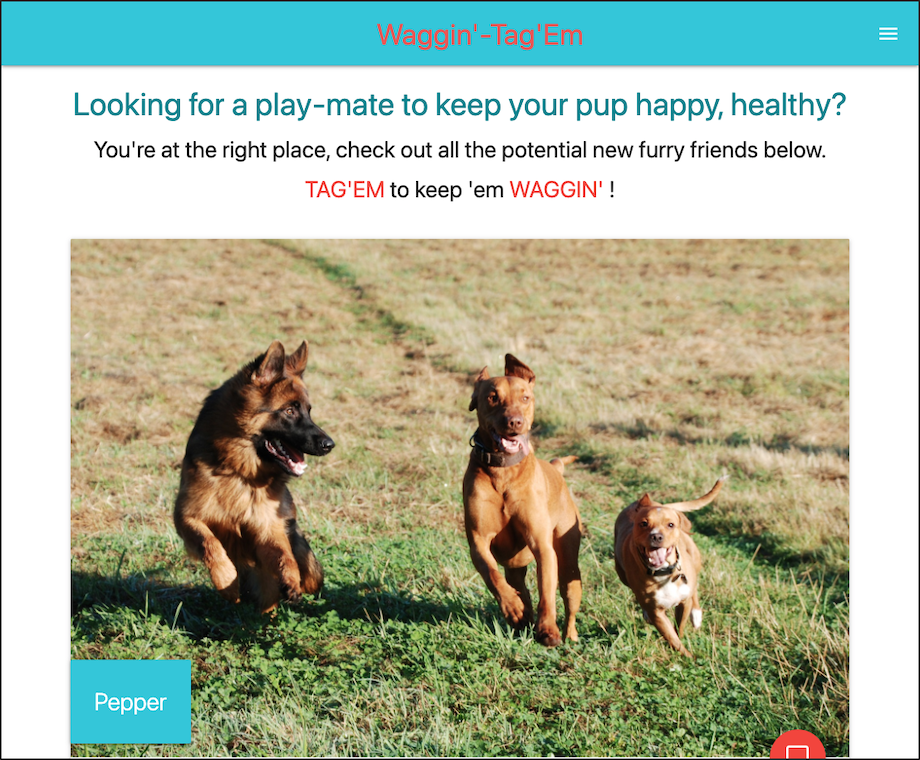 Waggin'-Tag'Em
Looking for a play-mate to keep your pup happy, healthy?
You're at the right place, check out all the potential new furry friends below.
TAG'EM to keep 'em WAGGIN' !
Pepper